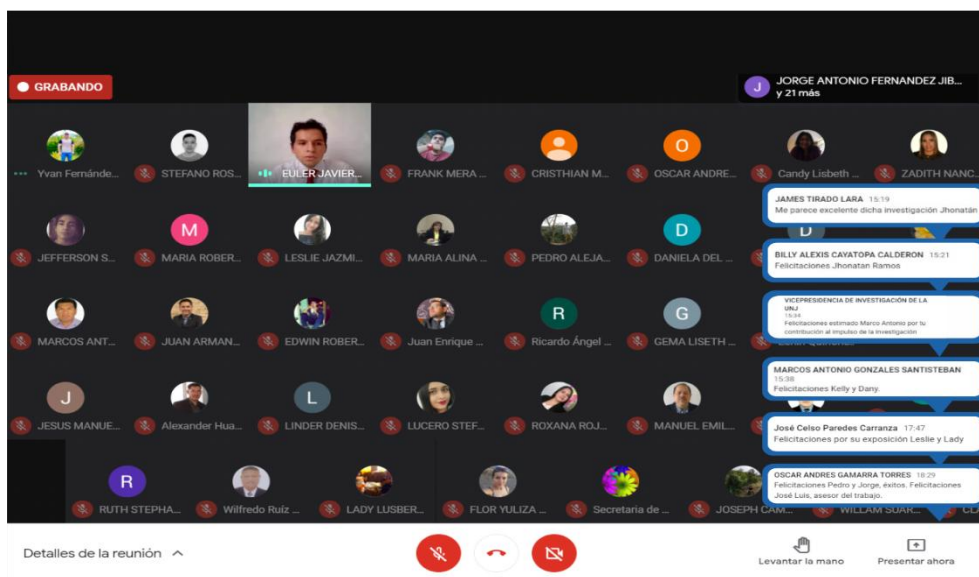 GRABANDO
J
JORGE ANTONIO FERNANDEZ JIB...
y 21 más
Yvan Fernánde...
STEFANO ROS...
EULER JAVIER...
FRANK MERA ...
CRISTHIAN M...
O
OSCAR ANDRE...
Candy Lisbeth ...
ZADITH NANC...
JAMES TIRADO LARA 15:19
Me parece excelente dicha investigación Jhonatán
JEFFERSON S...
M
MARIA ROBER...
LESLIE JAZMI...
MARIA ALINA ...
PEDRO ALEJA...
D
DANIELA DEL ...
D
BILLY ALEXIS CAYATOPA CALDERON 15:21
Felicitaciones Jhonatan Ramos
VICEPRESIDENCIA DE INVESTIGACIÓN DE LA
UNJ
15:34
Felicitaciones estimado Marco Antonio por tu
contribución al impulso de la investigación
MARCOS ANT...
JUAN ARMAN...
EDWIN ROBER...
Juan Enrique ...
R
Ricardo Ángel ...
G
GEMA LISETH ...
MARCOS ANTONIO GONZALES SANTISTEBAN
15:38
Felicitaciones Kelly y Dany.
J
JESUS MANUE...
Alexander Hua...
L
LINDER DENIS...
LUCERO STEF...
ROXANA ROJ...
MANUEL EMIL...
José Celso Paredes Carranza 17:47
Felicitaciones por su exposición Leslie y Lady
OSCAR ANDRES GAMARRA TORRES 18:29
Felicitaciones Pedro y Jorge, éxitos. Felicitaciones
José Luis, asesor del trabajo.
R
RUTH STEPHA...
Wilfredo Ruíz ...
LADY LUSBER...
FLOR YULIZA ...
Secretaria de ...
JOSEPH CAM...
WILLAM SUAR...
CL
Detalles de la reunión
Levantar la mano
Presentar ahora